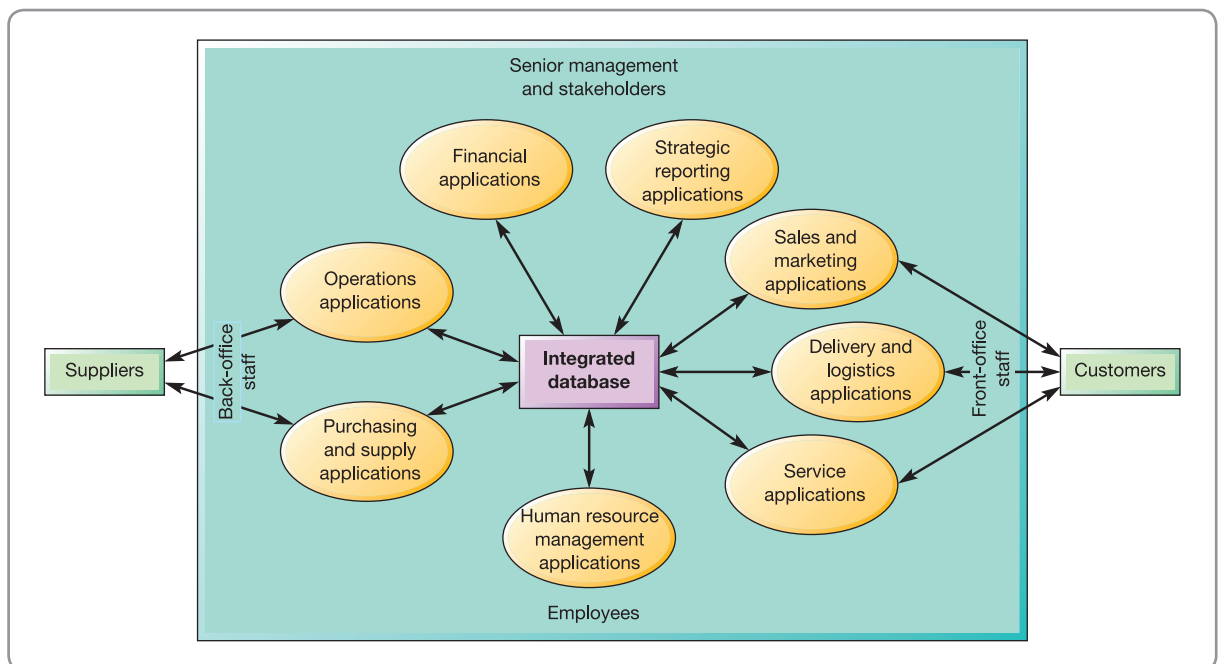 Senior management
and stakeholders
Financial
applications
Strategic
reporting
applications
Sales and
marketing
applications
Operations
applications
Suppliers
Back-office
staff
Integrated
database
Delivery and
logistics
applications
Front-office
staff
Customers
Purchasing
and supply
applications
Service
applications
Human resource
management
applications
Employees